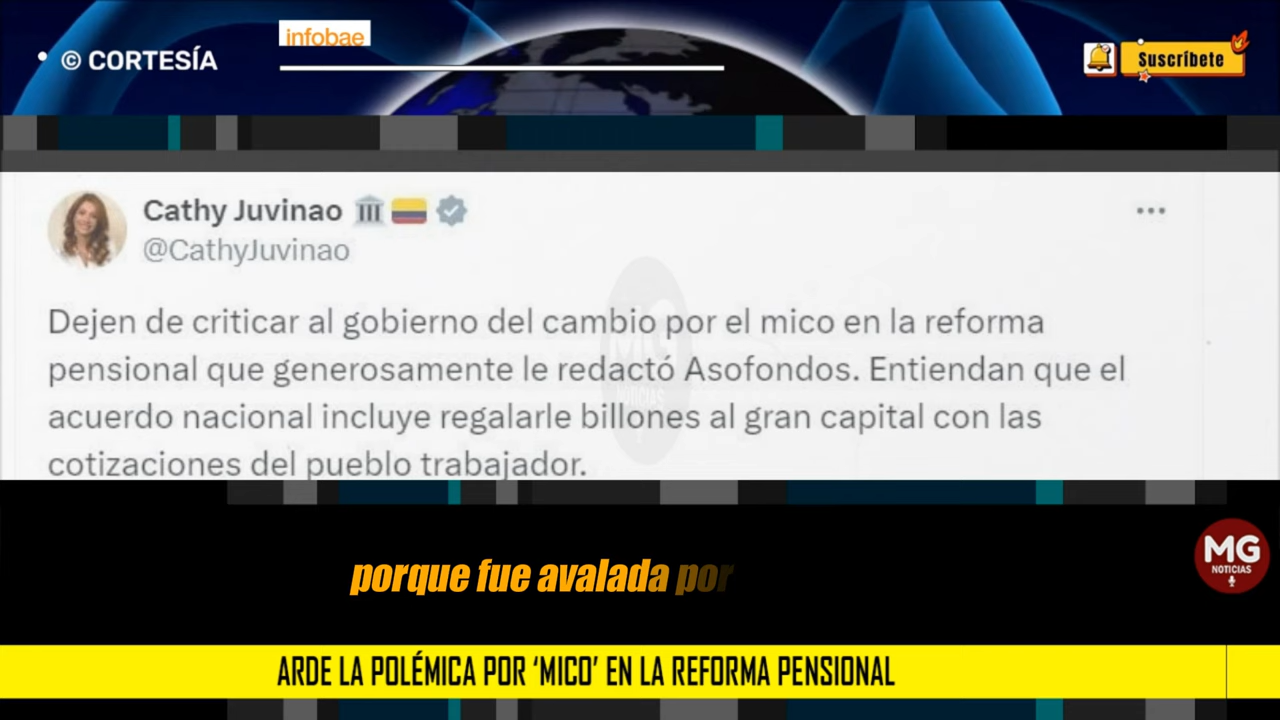 infobae
© CORTESÍA
Suscríbete
Cathy Juvinao
@CathyJuvinao
Dejen de criticar al gobierno del cambio por el mico en la reforma
pensional que generosamente le redactó Asofondos. Entiendan que el
acuerdo nacional incluye regalarle billones al gran capital con las
cotizaciones del pueblo trabajador.
MG
NOTICIAS
porque fue avalada por
MG
NOTICIAS
ARDE LA POLÉMICA POR ‘MICO’ EN LA REFORMA PENSIONAL